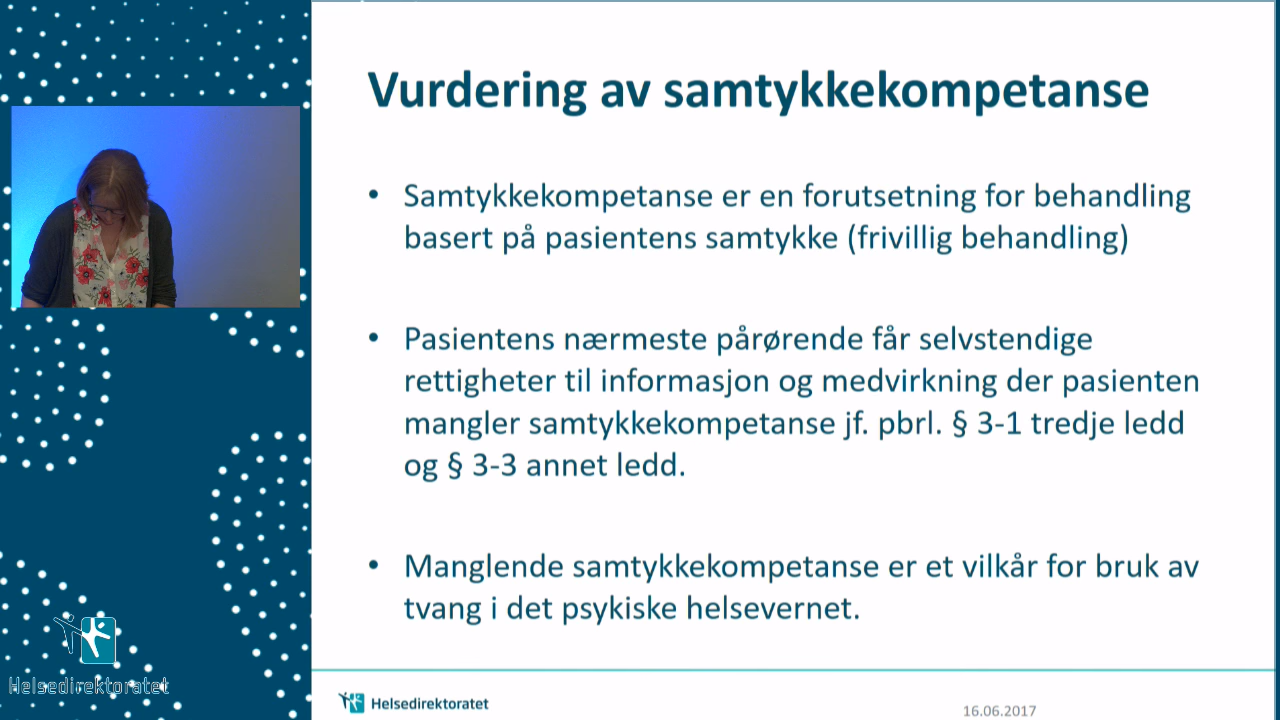 Vurdering av samtykkekompetanse
• Samtykkekompetanse er en forutsetning for behandling
basert på pasientens samtykke (frivillig behandling)
• Pasientens nærmeste pårørende får selvstendige
rettigheter til informasjon og medvirkning der pasienten
mangler samtykkekompetanse jf. pbrl. § 3-1 tredje ledd
og § 3-3 annet ledd.
• Manglende samtykkekompetanse er et vilkår for bruk av
tvang i det psykiske helsevernet.
Helsedirektoratet
Helsedirektoratet
16.06.2017